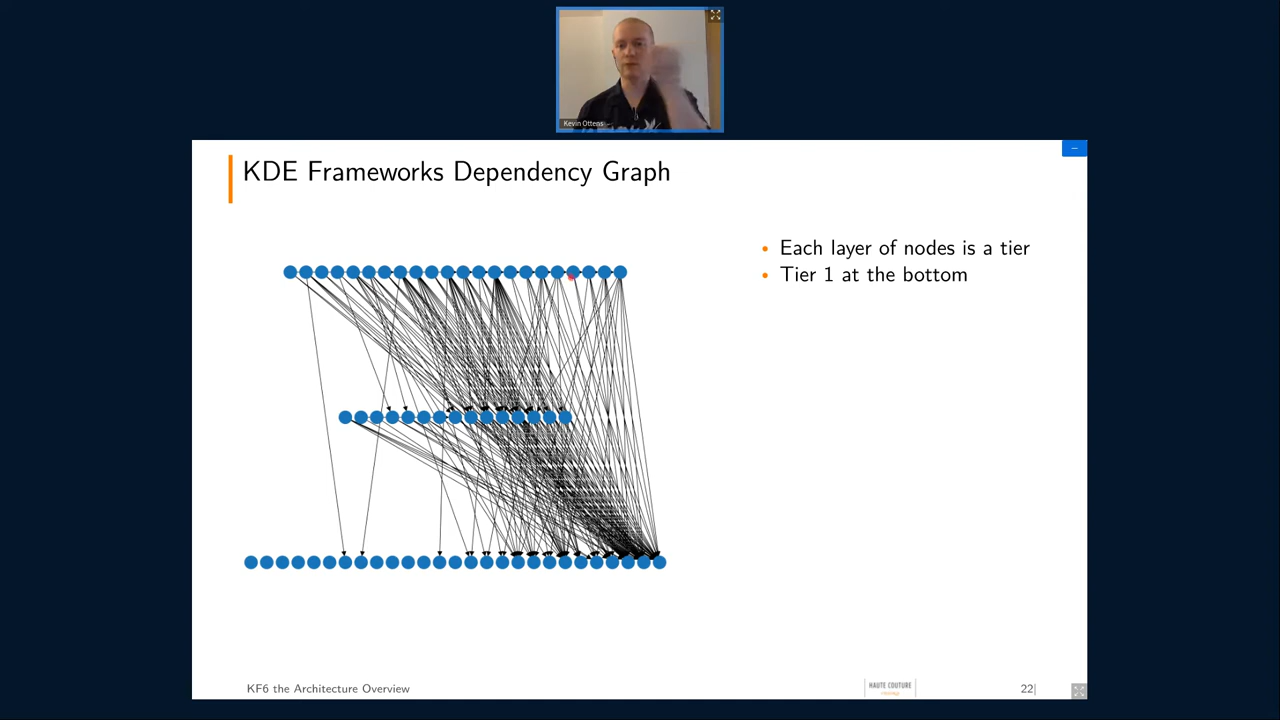 Kevin Ottens
KDE Frameworks Dependency Graph
Each layer of nodes is a tier
Tier 1 at the bottom
KF6 the Architecture Overview
HAUTE COUTURE
22|